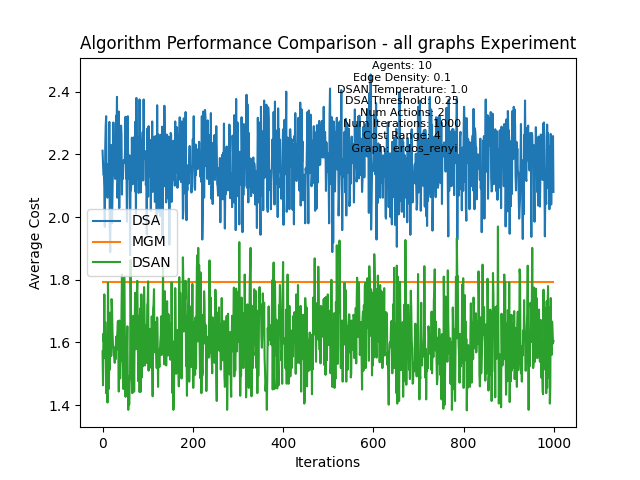 Algorithm Performance Comparison - all graphs Experiment
Agents: 10
Edge Density: 0.1
DSAN Temperature: 1.0
DSA Threshold: 0.25
Num Actions: 2
Num Iterations: 1000
Cost Range: 4
Graph: erdos_renyi
2.4
2.2
2.0
1.8
1.6
1.4
Average Cost
DSA
MGM
DSAN
0
200
400
600
800
1000
Iterations